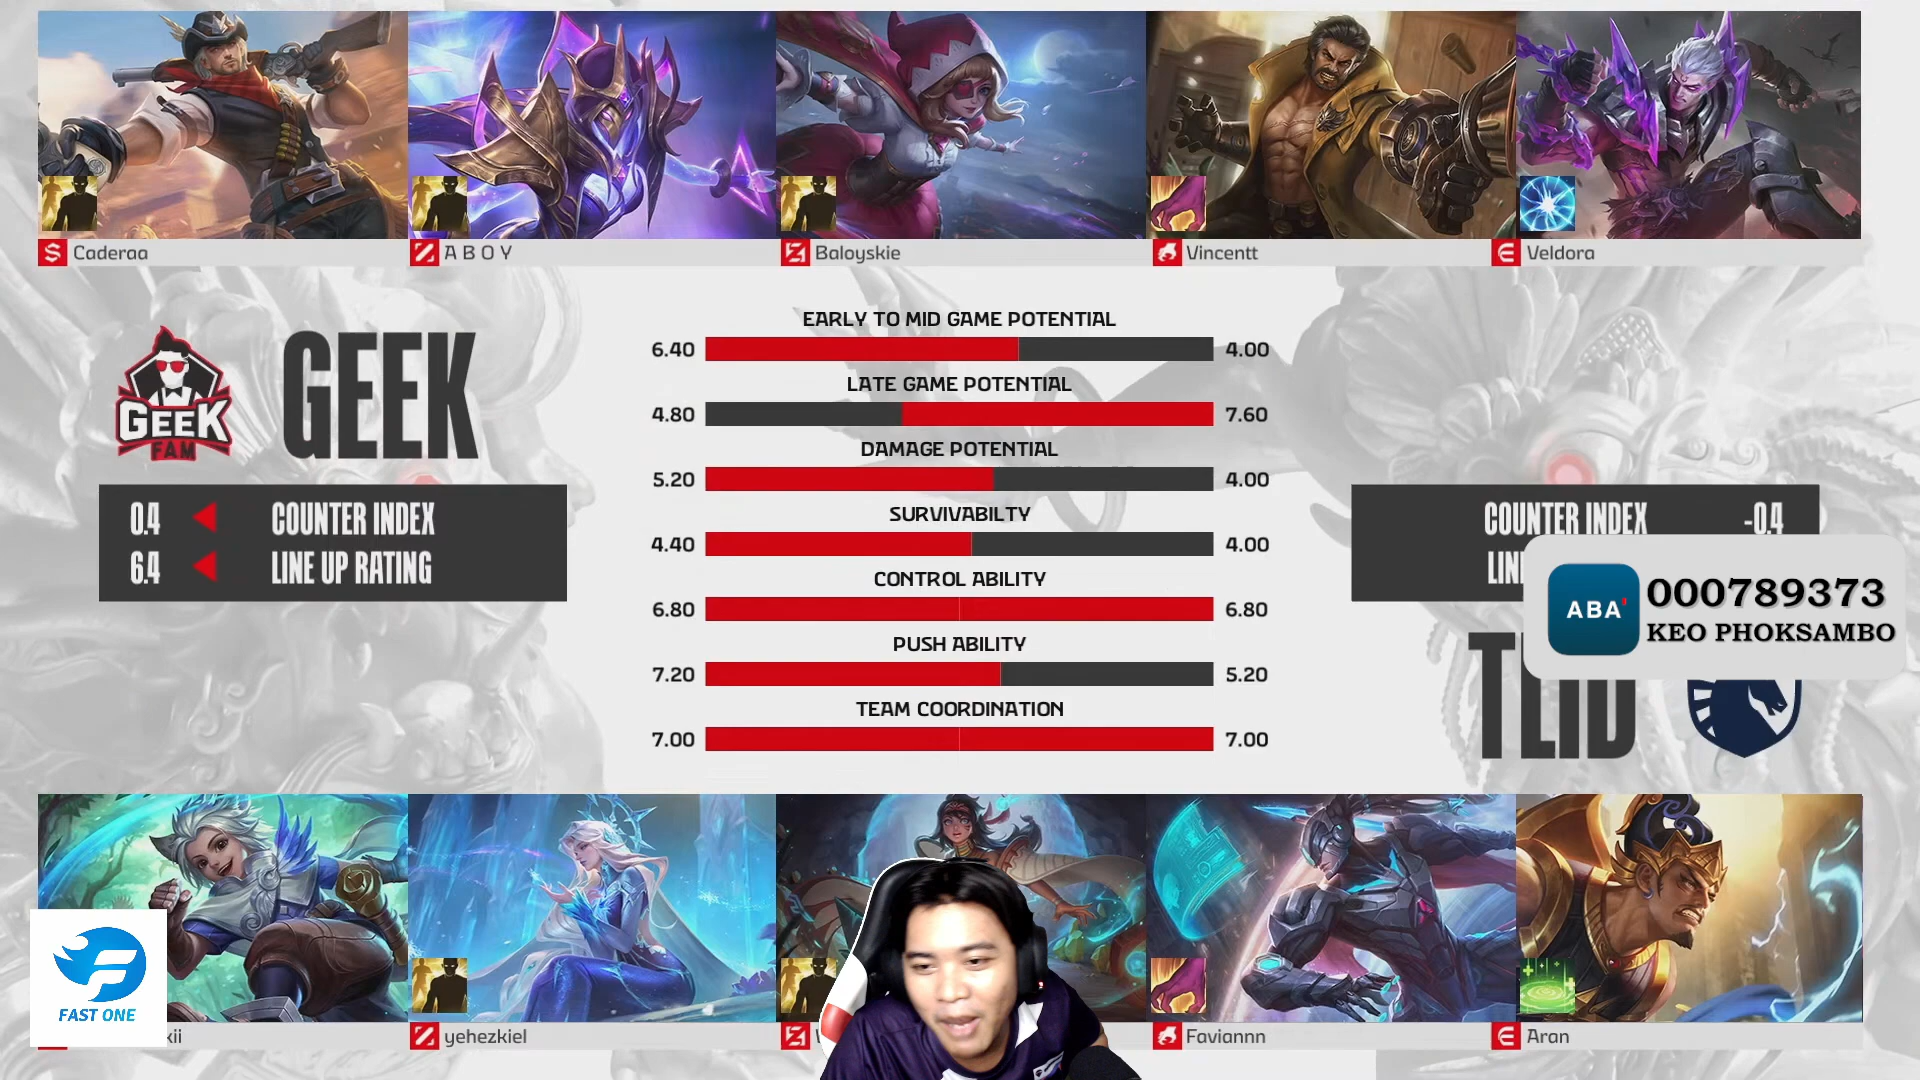 Caderaa
A B O Y
Baloyskie
Vincentt
Veldora
EARLY TO MID GAME POTENTIAL
6.40
4.00
LATE GAME POTENTIAL
4.80
7.60
DAMAGE POTENTIAL
5.20
4.00
SURVIVABILTY
4.40
4.00
CONTROL ABILITY
6.80
6.80
PUSH ABILITY
7.20
5.20
TEAM COORDINATION
7.00
7.00
GEEK
FAM
GEEK
0.4 COUNTER INDEX
6.4 LINE UP RATING
COUNTER INDEX -0.4
ABA'
000789373
KEO PHOKSAMBO
TLID
FAST ONE
yehezkiel
Faviannn
Aran